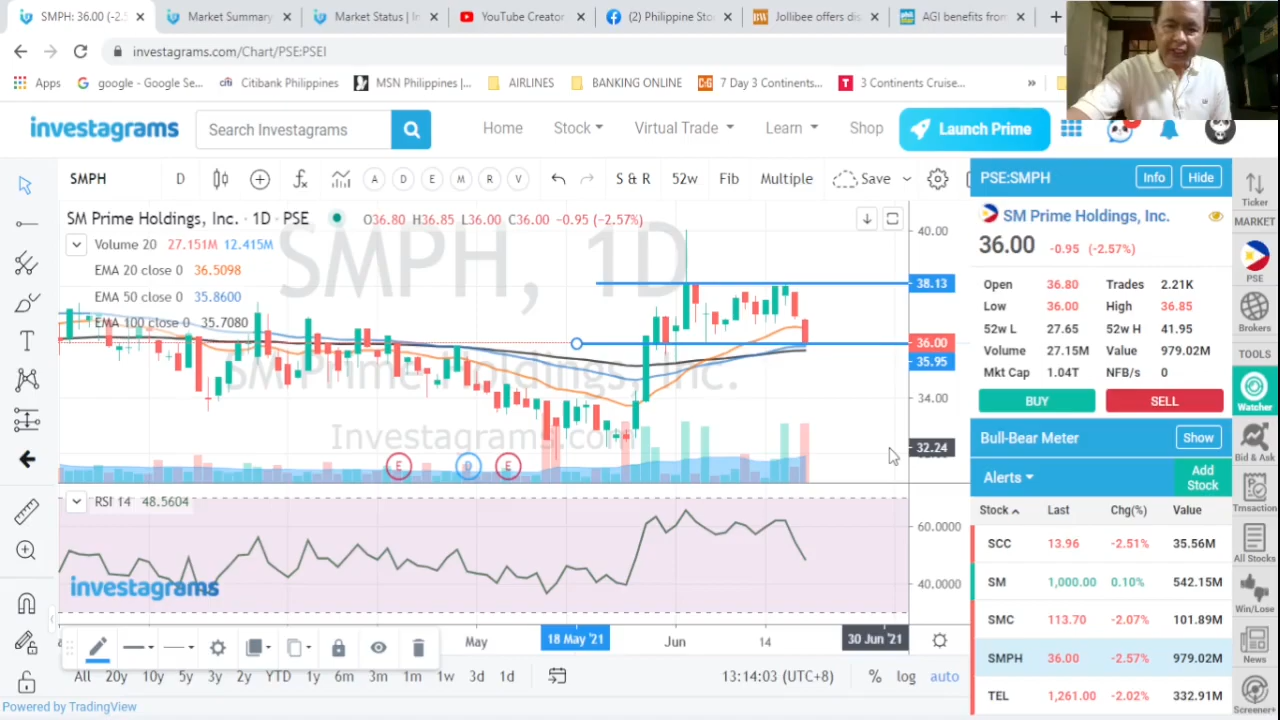 SMPH: 36.00 (-2.
Market Summary
Market Status | In
YouTube Creator
(2) Philippine Sto
Jollibee offers dis
AGI benefits from
investagrams.com/Chart/PSE:PSEI
Apps
google - Google Se...
Citibank Philippines
MSN Philippines |...
AIRLINES
BANKING ONLINE
7 Day 3 Continents...
3 Continents Cruise...
»
investagrams
Search Investagrams
Home
Stock
Virtual Trade
Learn
Shop
Launch Prime
SMPH
D
A
D
E
M
R
V
S & R
52w
Fib
Multiple
Save
SM Prime Holdings, Inc. · 1D · PSE
O36.80 H36.85 L36.00 C36.00 -0.95 (-2.57%)
Volume 20 27.151M 12.415M
EMA 20 close 0 36.5098
EMA 50 close 0 35.8600
EMA 100 close 0 35.7080
SMPH, 1D
SM Prime Holdings, Inc.
Investagrams.com
E
D
E
40.00
38.13
36.00
35.95
34.00
32.24
RSI 14 48.5604
60.0000
40.0000
investagrams
May
18 May '21
Jun
14
30 Jun '21
All
20y
10y
5y
3y
2y
YTD
1y
6m
3m
1m
1w
3d
1d
13:14:03 (UTC+8)
%
log
auto
Powered by TradingView
PSE:SMPH
Info
Hide
SM Prime Holdings, Inc.
36.00 -0.95 (-2.57%)
Open 36.80 Trades 2.21K
Low 36.00 High 36.85
52w L 27.65 52w H 41.95
Volume 27.15M Value 979.02M
Mkt Cap 1.04T NFB/s 0
BUY
SELL
Bull-Bear Meter
Show
Alerts
Add Stock
Stock Last Chg(%) Value
SCC 13.96 -2.51% 35.56M
SM 1,000.00 0.10% 542.15M
SMC 113.70 -2.07% 101.89M
SMPH 36.00 -2.57% 979.02M
TEL 1,261.00 -2.02% 332.91M
Ticker
MARKET
PSE
Brokers
TOOLS
Watcher
Bid & Ask
Trnsaction
All Stocks
Win/Lose
News
Screener+